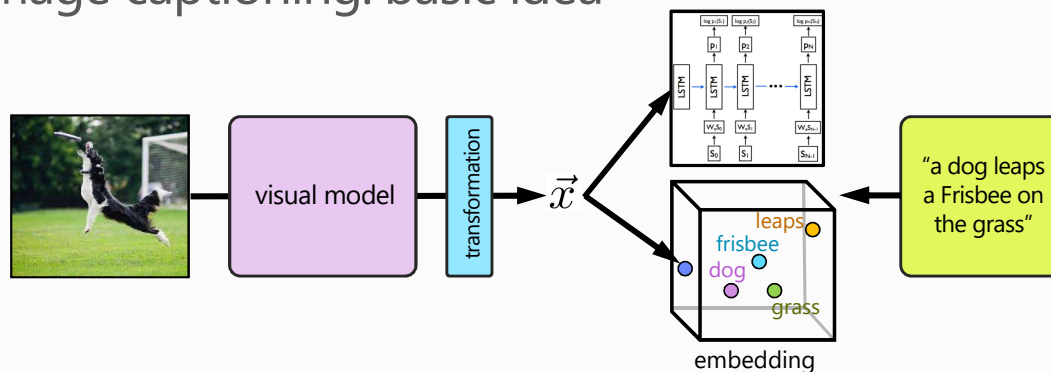 mage captioning: basic idea
log p₁(S₁)
log p₂(S₂)
log pN(SN)
p₁
p₂
pN
LSTM
LSTM
LSTM
...
LSTM
WₑS₀
WₑS₁
WₑSN-1
S₀
S₁
SN-1
visual model
transformation
x⃗
leaps
frisbee
dog
grass
embedding
"a dog leaps
a Frisbee on
the grass"